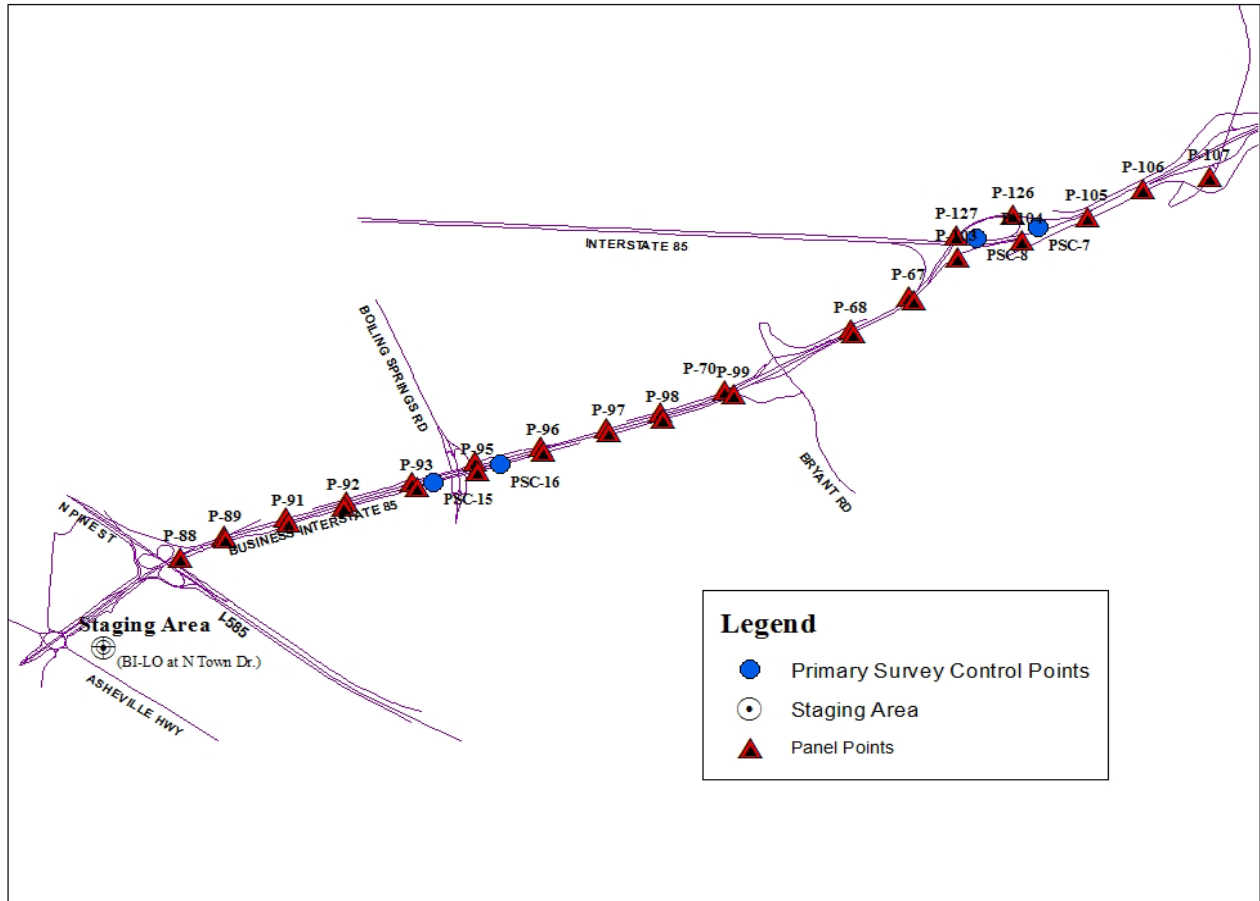 P-107
P-106
P-126
P-105
P-104
P-127
P-103
PSC-7
PSC-8
INTERSTATE 85
P-67
P-68
BOILING SPRINGS RD
P-70
P-99
P-98
P-97
P-96
P-95
BRYANT RD
P-93
PSC-16
PSC-15
P-92
P-91
BUSINESS INTERSTATE 85
P-89
N PINE ST
P-88
I-585
Staging Area
(BI-LO at N Town Dr.)
ASHEVILLE HWY
Legend
Primary Survey Control Points
Staging Area
Panel Points